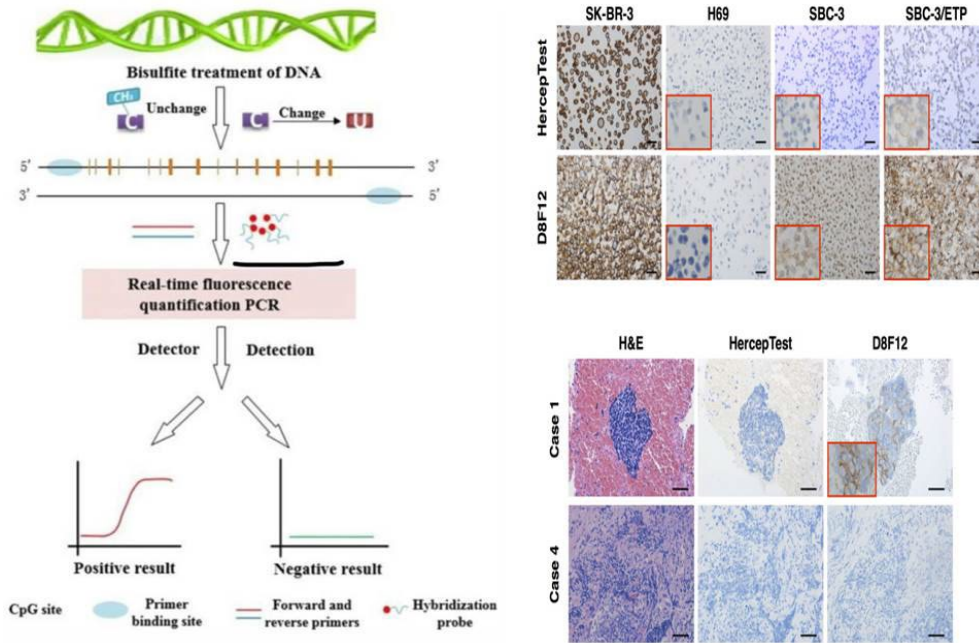 Bisulfite treatment of DNA
CH₃
Unchange
C
C
Change
U
5'
3'
3'
5'
Real-time fluorescence
quantification PCR
Detector
Detection
Positive result
Negative result
CpG site
Primer
binding site
Forward and
reverse primers
Hybridization
probe
SK-BR-3
H69
SBC-3
SBC-3/ETP
HercepTest
D8F12
H&E
HercepTest
D8F12
Case 1
Case 4